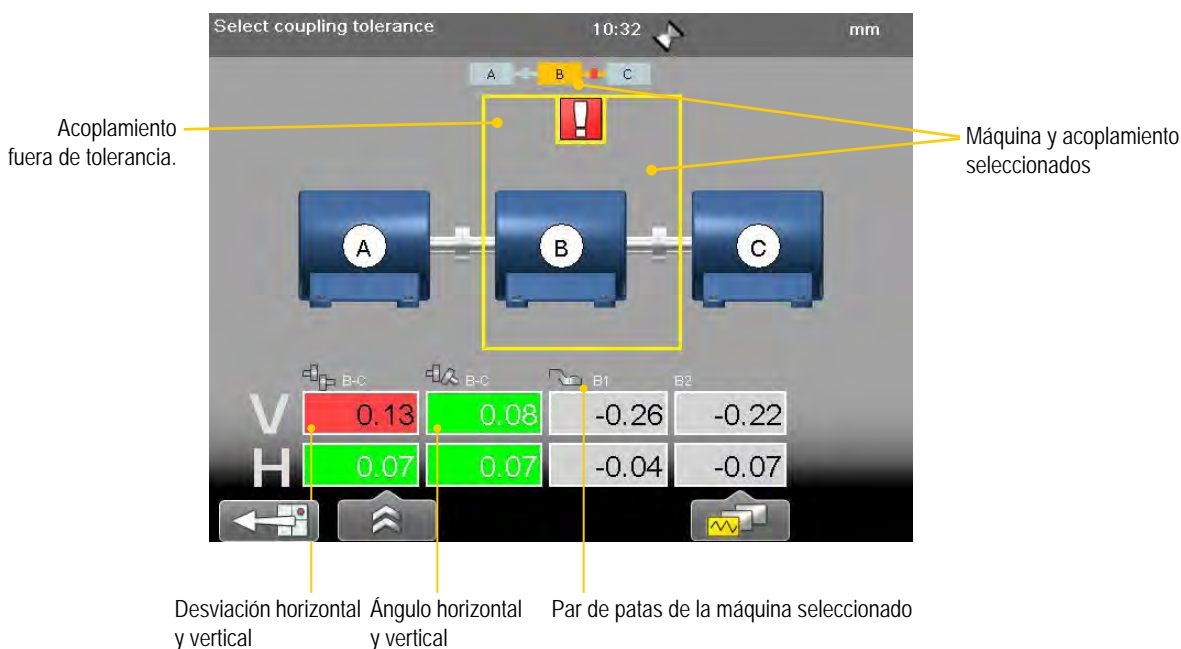 Select coupling tolerance 10:32 mm
A B C
!
Acoplamiento
fuera de tolerancia.
Máquina y acoplamiento
seleccionados
A B C
B-C B-C B1 B2
V 0.13 0.08 -0.26 -0.22
H 0.07 0.07 -0.04 -0.07
Desviación horizontal
y vertical
Ángulo horizontal
y vertical
Par de patas de la máquina seleccionado